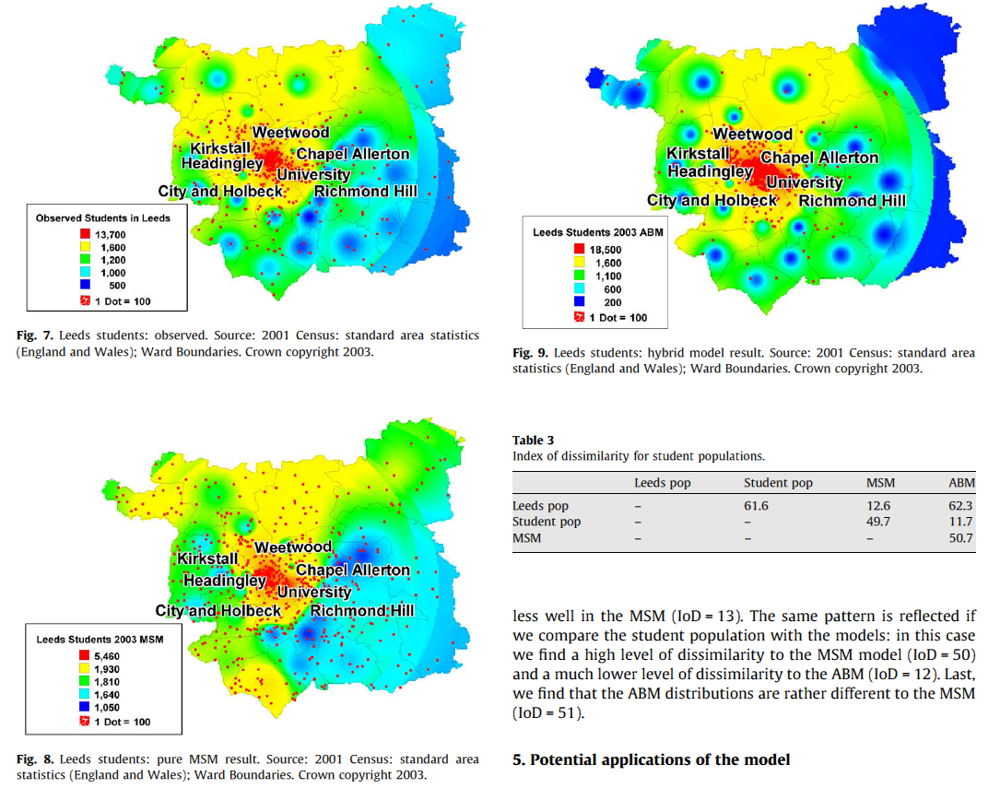 Weetwood
Kirkstall
Chapel Allerton
Headingley
University
City and Holbeck
Richmond Hill
Observed Students in Leeds
13,700
1,600
1,200
1,000
500
1 Dot = 100
Fig. 7. Leeds students: observed. Source: 2001 Census: standard area statistics
(England and Wales); Ward Boundaries. Crown copyright 2003.
Weetwood
Kirkstall
Chapel Allerton
Headingley
University
City and Holbeck
Richmond Hill
Leeds Students 2003 MSM
5,460
1,930
1,810
1,640
1,050
1 Dot = 100
Fig. 8. Leeds students: pure MSM result. Source: 2001 Census: standard area
statistics (England and Wales); Ward Boundaries. Crown copyright 2003.
Weetwood
Kirkstall
Chapel Allerton
Headingley
University
City and Holbeck
Richmond Hill
Leeds Students 2003 ABM
18,500
1,600
1,100
600
200
1 Dot = 100
Fig. 9. Leeds students: hybrid model result. Source: 2001 Census: standard area
statistics (England and Wales); Ward Boundaries. Crown copyright 2003.
Table 3
Index of dissimilarity for student populations.
Leeds pop Student pop MSM ABM
Leeds pop – 61.6 12.6 62.3
Student pop – – 49.7 11.7
MSM – – – 50.7
less well in the MSM (IoD = 13). The same pattern is reflected if
we compare the student population with the models: in this case
we find a high level of dissimilarity to the MSM model (IoD = 50)
and a much lower level of dissimilarity to the ABM (IoD = 12). Last,
we find that the ABM distributions are rather different to the MSM
(IoD = 51).
5. Potential applications of the model